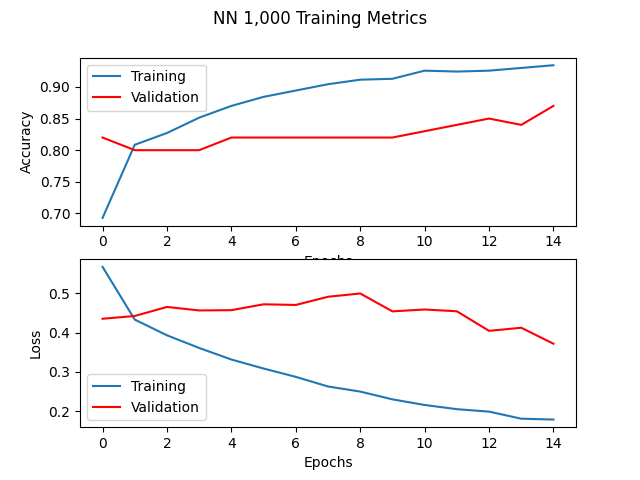 NN 1,000 Training Metrics
Training
Validation
0.90
0.85
0.80
0.75
0.70
Accuracy
0 2 4 6 8 10 12 14
Epochs
0.5
0.4
0.3
0.2
Loss
Training
Validation
0 2 4 6 8 10 12 14
Epochs